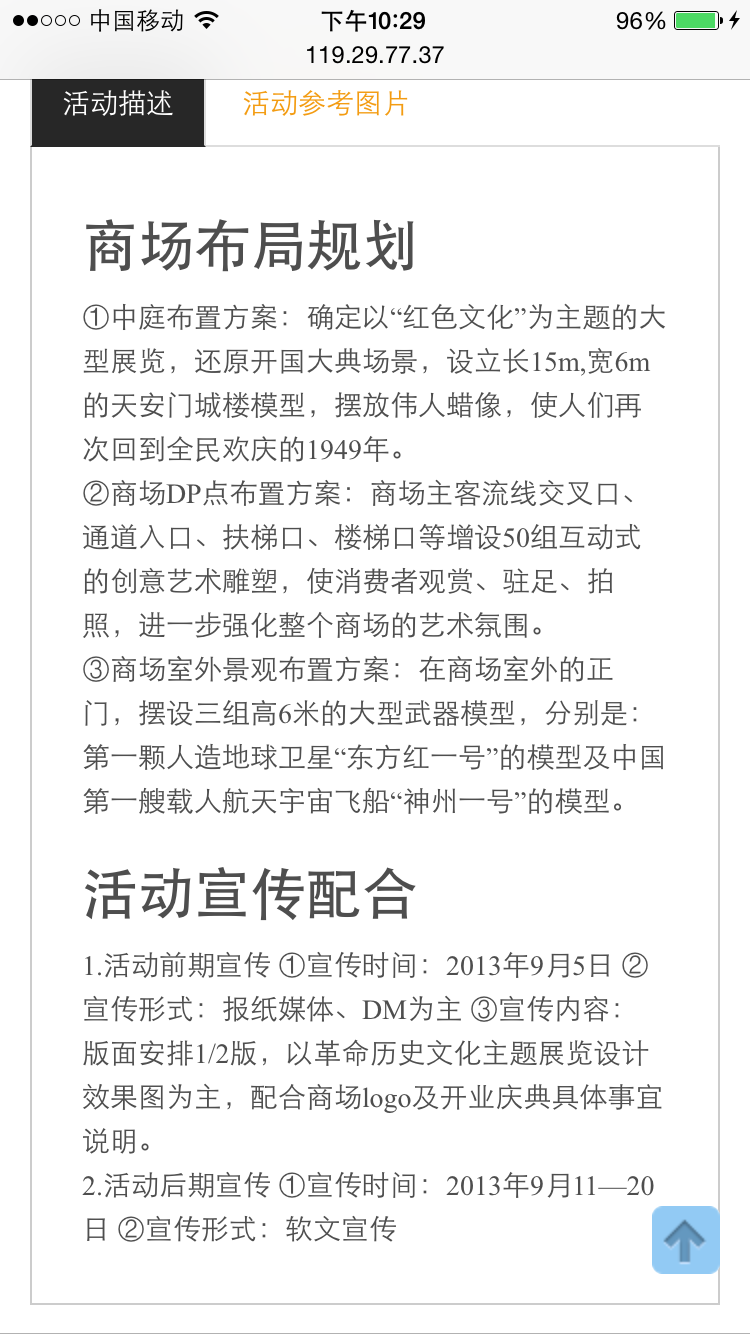 中国移动 下午10:29 96%
119.29.77.37
活动描述 活动参考图片
商场布局规划
①中庭布置方案：确定以“红色文化”为主题的大
型展览，还原开国大典场景，设立长15m,宽6m
的天安门城楼模型，摆放伟人蜡像，使人们再
次回到全民欢庆的1949年。
②商场DP点布置方案：商场主客流线交叉口、
通道入口、扶梯口、楼梯口等增设50组互动式
的创意艺术雕塑，使消费者观赏、驻足、拍
照，进一步强化整个商场的艺术氛围。
③商场室外景观布置方案：在商场室外的正
门，摆设三组高6米的大型武器模型，分别是：
第一颗人造地球卫星“东方红一号”的模型及中国
第一艘载人航天宇宙飞船“神州一号”的模型。
活动宣传配合
1.活动前期宣传 ①宣传时间：2013年9月5日 ②
宣传形式：报纸媒体、DM为主 ③宣传内容：
版面安排1/2版，以革命历史文化主题展览设计
效果图为主，配合商场logo及开业庆典具体事宜
说明。
2.活动后期宣传 ①宣传时间：2013年9月11—20
日 ②宣传形式：软文宣传